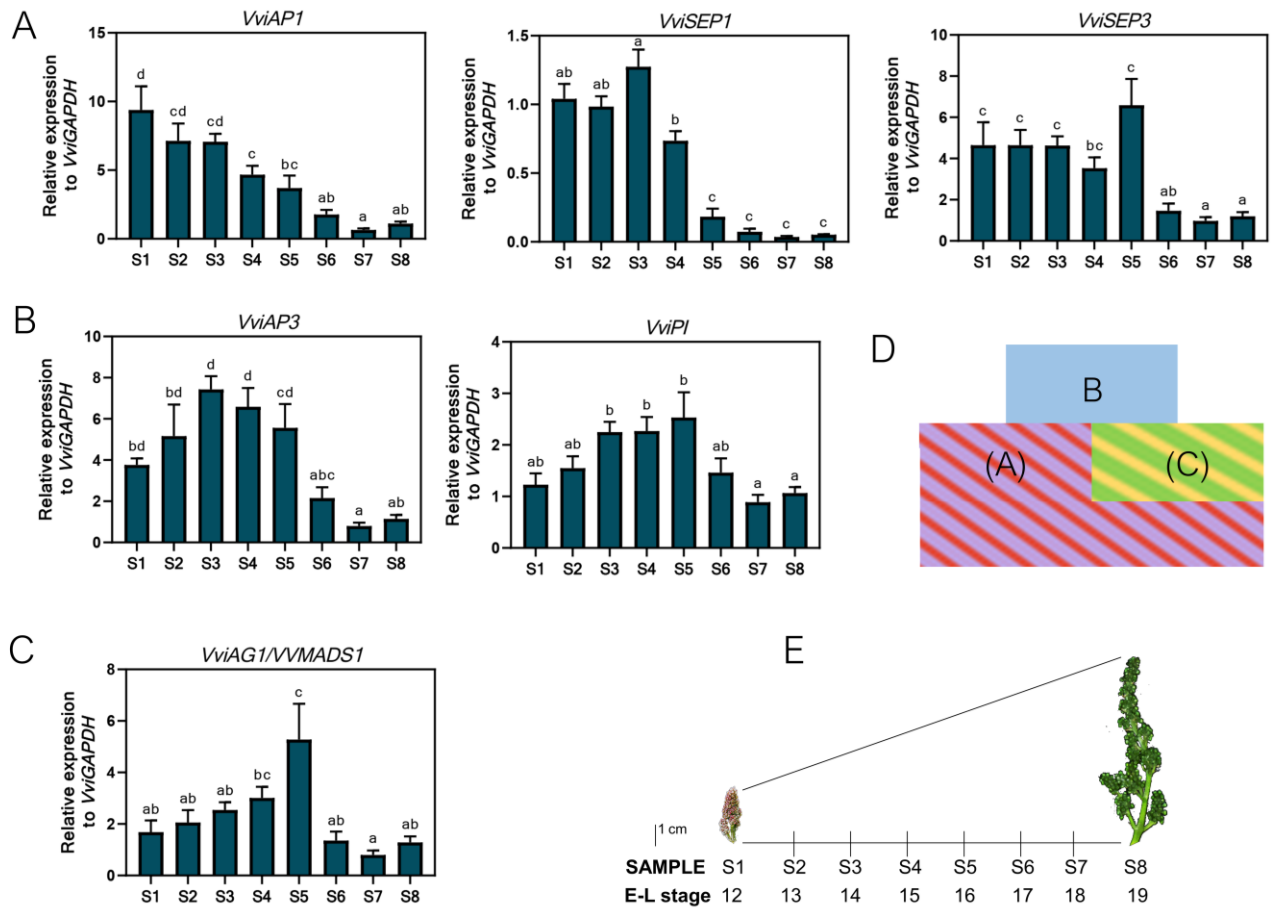 A
VviAP1
Relative expression
to VviGAPDH
15
10
5
0
d
cd
cd
c
bc
ab
a
ab
S1 S2 S3 S4 S5 S6 S7 S8
VviSEP1
Relative expression
to VviGAPDH
1.5
1.0
0.5
0.0
ab
ab
a
b
c
c
c
c
S1 S2 S3 S4 S5 S6 S7 S8
VviSEP3
Relative expression
to VviGAPDH
10
8
6
4
2
0
c
c
c
bc
c
ab
a
a
S1 S2 S3 S4 S5 S6 S7 S8
B
VviAP3
Relative expression
to VviGAPDH
10
8
6
4
2
0
bd
bd
d
d
cd
abc
a
ab
S1 S2 S3 S4 S5 S6 S7 S8
VviPI
Relative expression
to VviGAPDH
4
3
2
1
0
ab
ab
b
b
b
ab
a
a
S1 S2 S3 S4 S5 S6 S7 S8
D
B
(A)
(C)
C
VviAG1/VVMADS1
Relative expression
to VviGAPDH
8
6
4
2
0
ab
ab
ab
bc
c
ab
a
ab
S1 S2 S3 S4 S5 S6 S7 S8
E
1 cm
SAMPLE S1 S2 S3 S4 S5 S6 S7 S8
E-L stage 12 13 14 15 16 17 18 19